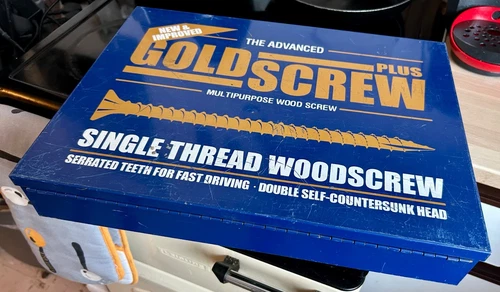 NEW &
IMPROVED
THE ADVANCED
GOLDSCREW
PLUS
MULTIPURPOSE WOOD SCREW
SINGLE THREAD WOODSCREW
SERRATED TEETH FOR FAST DRIVING · DOUBLE SELF-COUNTERSUNK HEAD